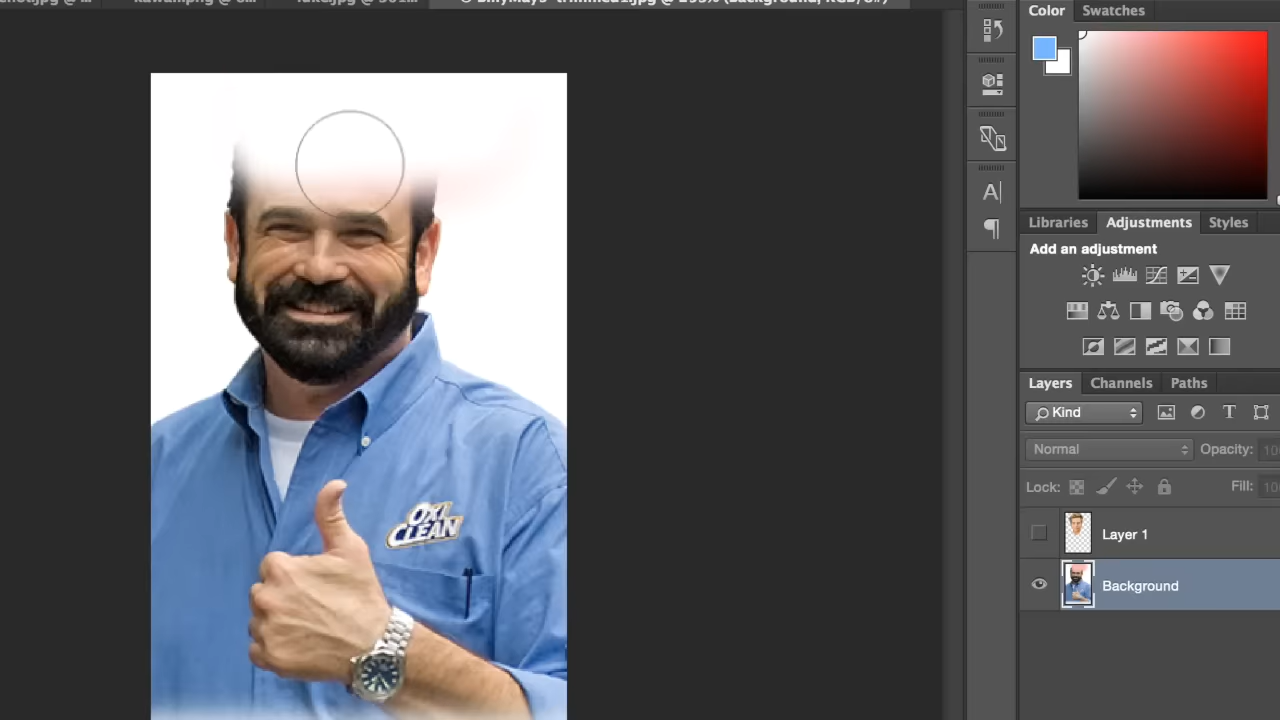 Color Swatches
Libraries Adjustments Styles
Add an adjustment
Layers Channels Paths
Kind
Normal Opacity:
Lock: Fill:
Layer 1
Background
OXI
CLEAN